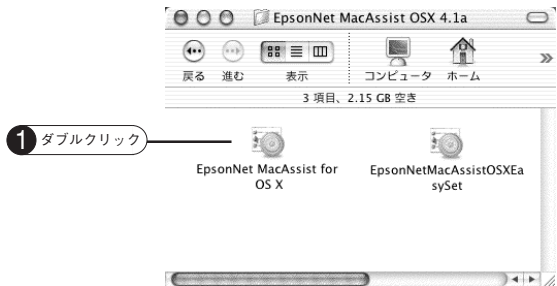 EpsonNet MacAssist OSX 4.1a
戻る 進む 表示 コンピュータ ホーム
3 項目、2.15 GB 空き
1 ダブルクリック
EpsonNet MacAssist for
OS X
EpsonNetMacAssistOSXEa
sySet